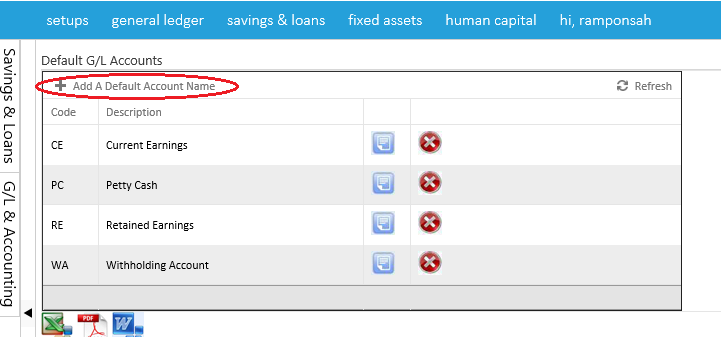 setups general ledger savings & loans fixed assets human capital hi, ramponsah
Savings & Loans
G/L & Accounting
Default G/L Accounts
Add A Default Account Name Refresh
Code Description
CE Current Earnings
PC Petty Cash
RE Retained Earnings
WA Withholding Account
PDF